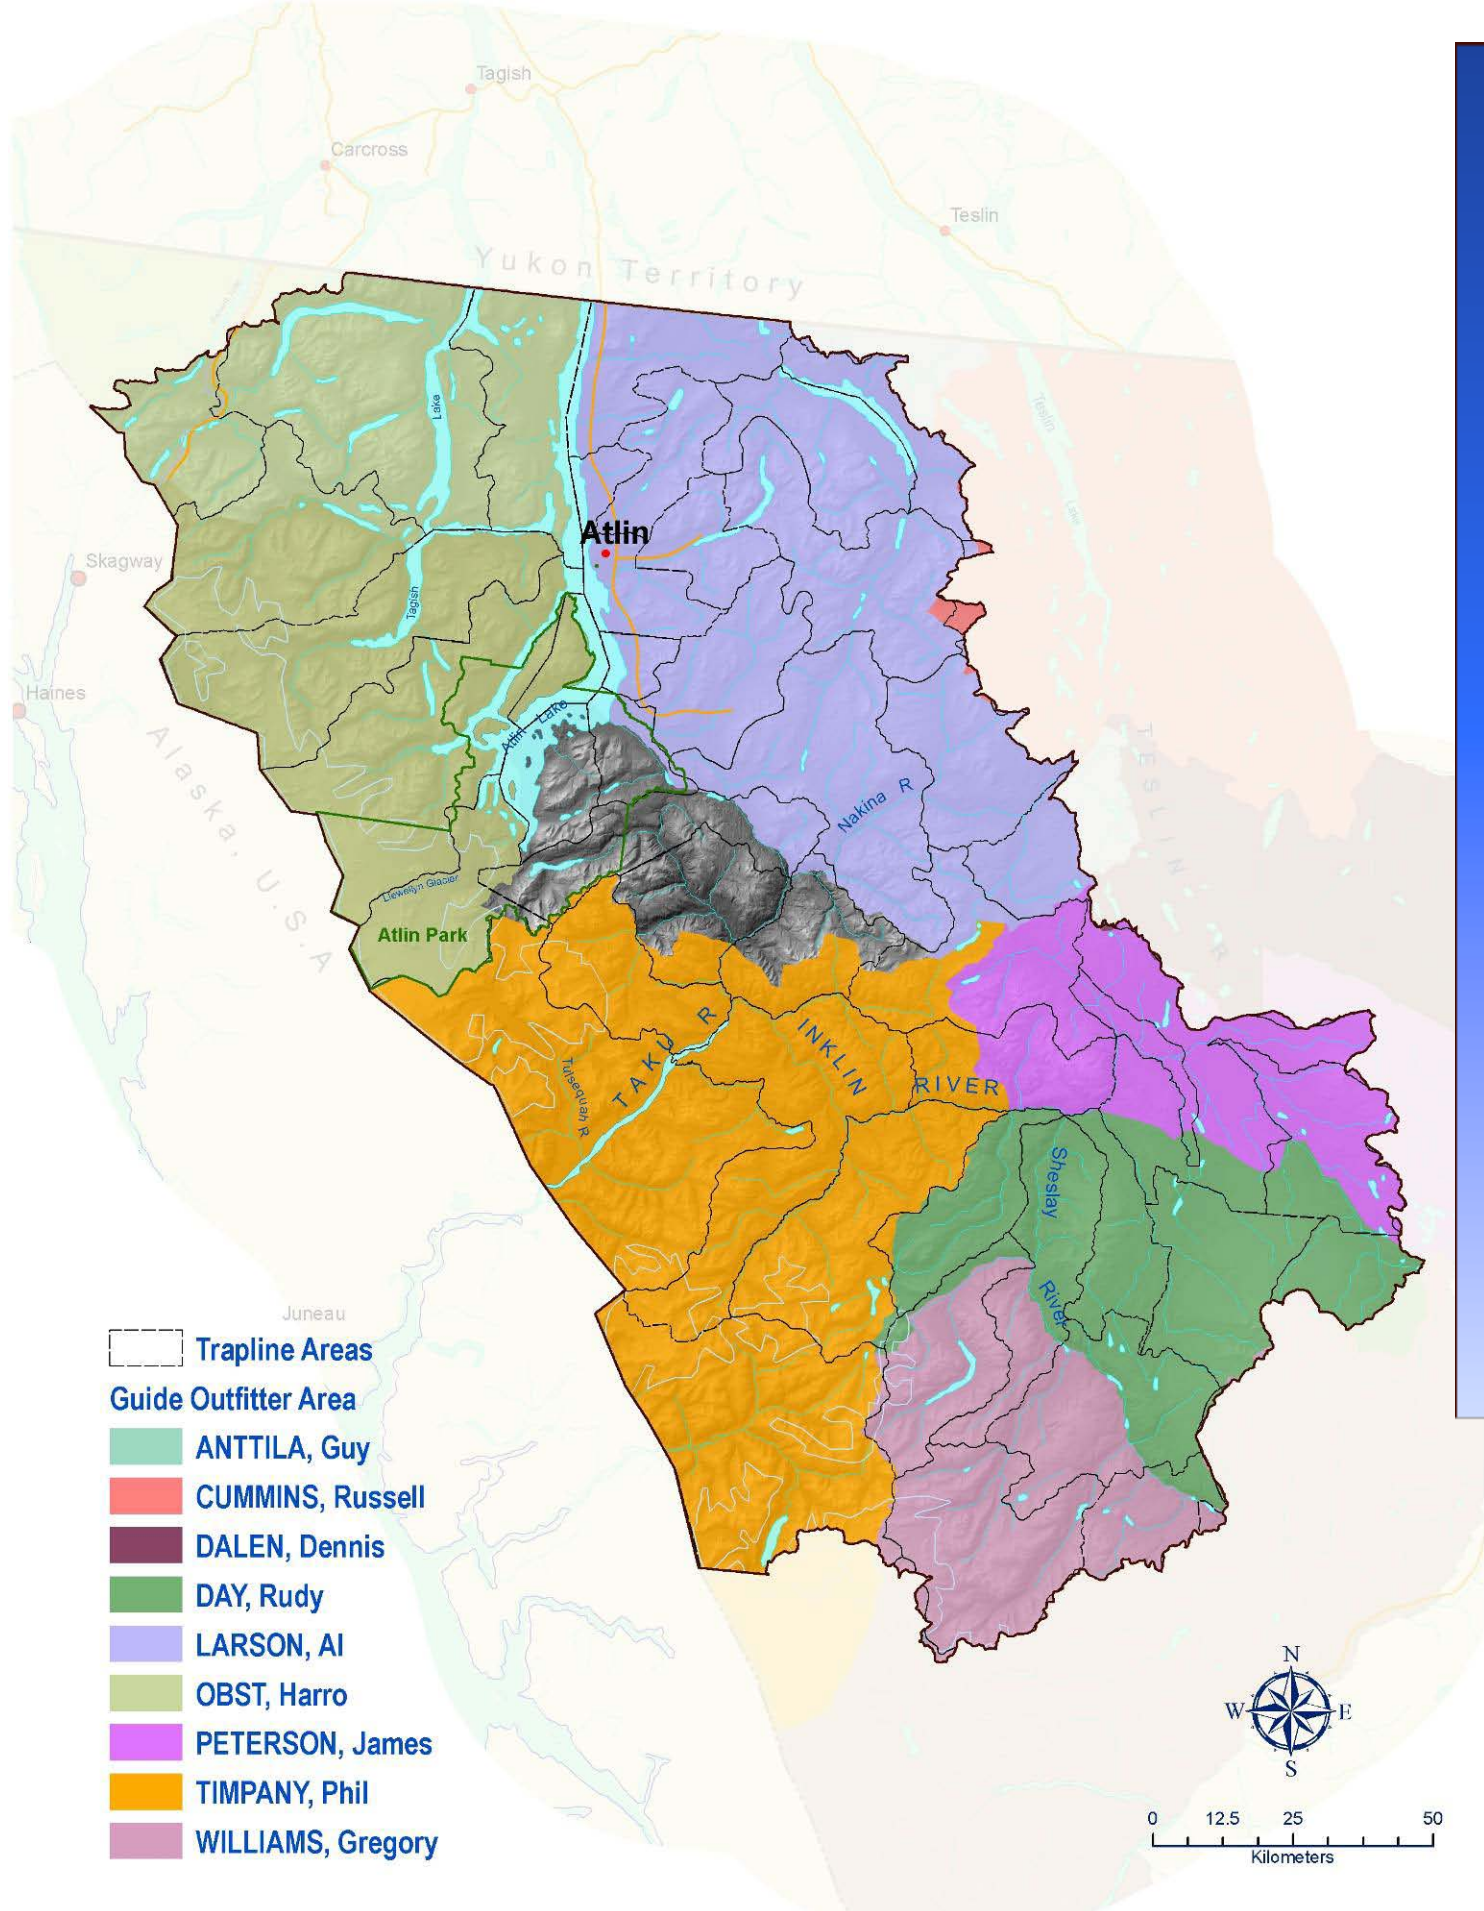 Tagish
Carcross
Teslin
Yukon Territory
Lake
Teslin
Lake
Atlin
Skagway
Tagish
Haines
Atlin Lake
Alaska, U.S.A
TESLIN R
Nakina R
Llewellyn Glacier
Atlin Park
TAKU R
INKLIN
RIVER
Tulsequah R
Sheslay
River
Juneau
Trapline Areas
Guide Outfitter Area
ANTTILA, Guy
CUMMINS, Russell
DALEN, Dennis
DAY, Rudy
LARSON, Al
OBST, Harro
PETERSON, James
TIMPANY, Phil
WILLIAMS, Gregory
N
W E
S
0 12.5 25 50
Kilometers